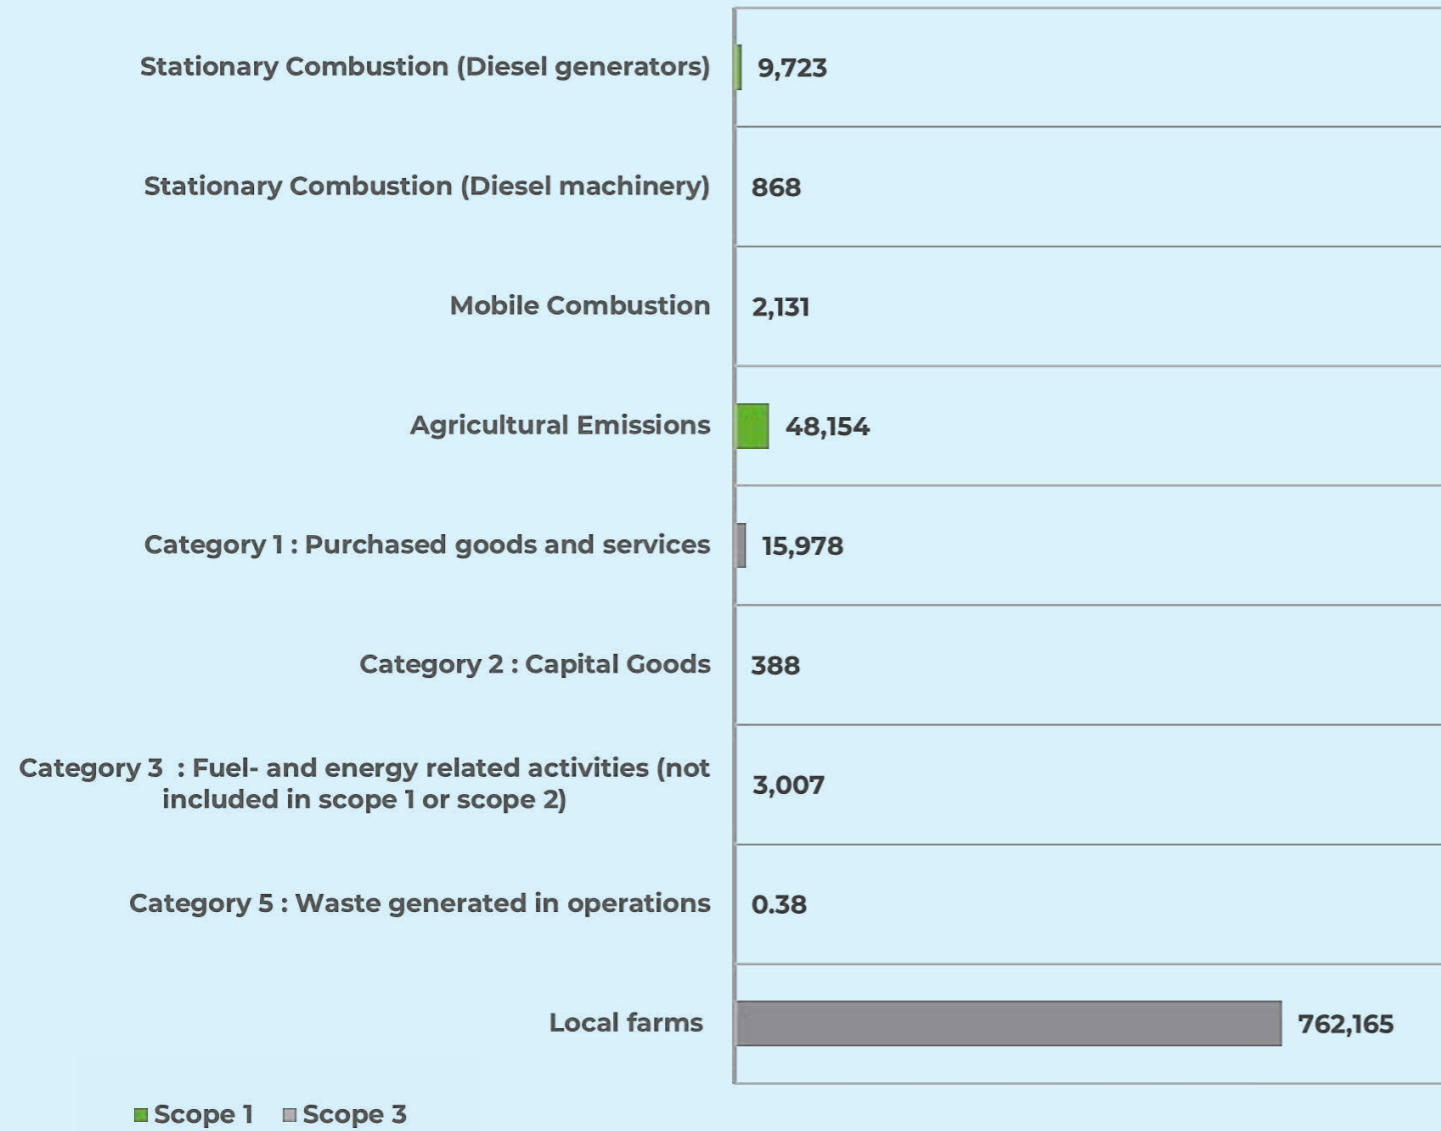 Stationary Combustion (Diesel generators) 9,723
Stationary Combustion (Diesel machinery) 868
Mobile Combustion 2,131
Agricultural Emissions 48,154
Category 1 : Purchased goods and services 15,978
Category 2 : Capital Goods 388
Category 3 : Fuel- and energy related activities (not
included in scope 1 or scope 2) 3,007
Category 5 : Waste generated in operations 0.38
Local farms 762,165
Scope 1 Scope 3